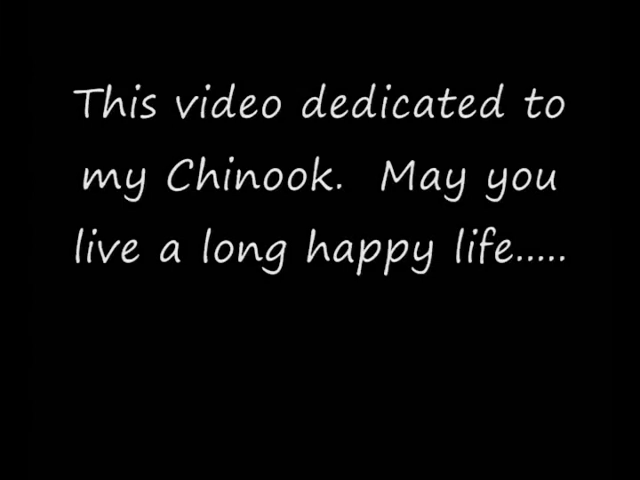 This video dedicated to
my Chinook.  May you
live a long happy life.....